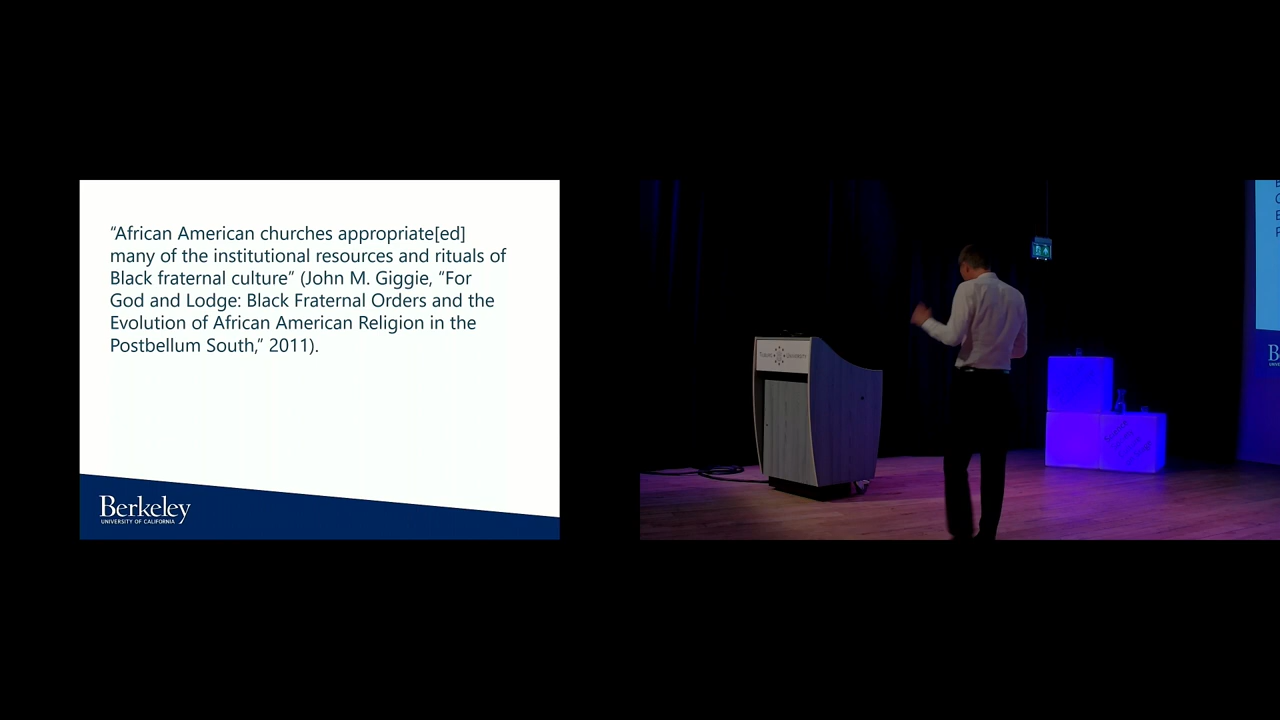 “African American churches appropriate[ed]
many of the institutional resources and rituals of
Black fraternal culture” (John M. Giggie, “For
God and Lodge: Black Fraternal Orders and the
Evolution of African American Religion in the
Postbellum South,” 2011).
Berkeley
UNIVERSITY OF CALIFORNIA
TILBURG UNIVERSITY